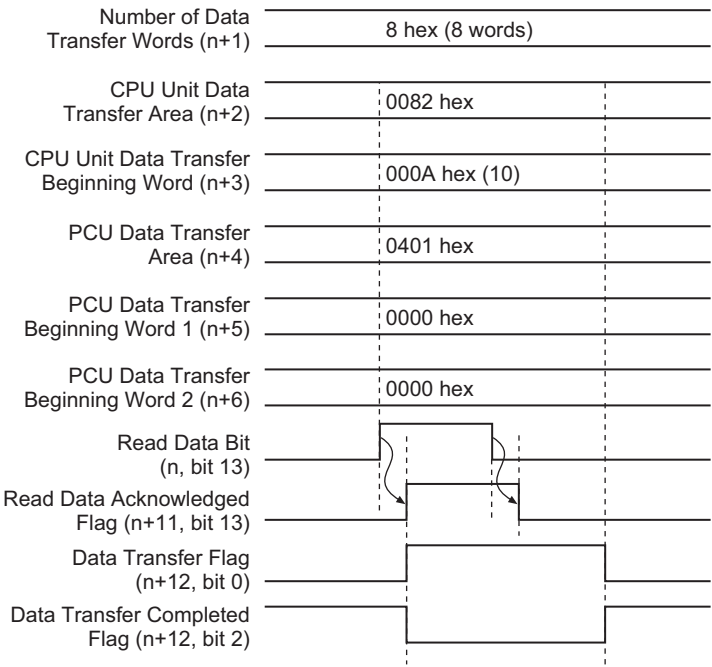 Number of Data
Transfer Words (n+1)
8 hex (8 words)
CPU Unit Data
Transfer Area (n+2)
0082 hex
CPU Unit Data Transfer
Beginning Word (n+3)
000A hex (10)
PCU Data Transfer
Area (n+4)
0401 hex
PCU Data Transfer
Beginning Word 1 (n+5)
0000 hex
PCU Data Transfer
Beginning Word 2 (n+6)
0000 hex
Read Data Bit
(n, bit 13)
Read Data Acknowledged
Flag (n+11, bit 13)
Data Transfer Flag
(n+12, bit 0)
Data Transfer Completed
Flag (n+12, bit 2)